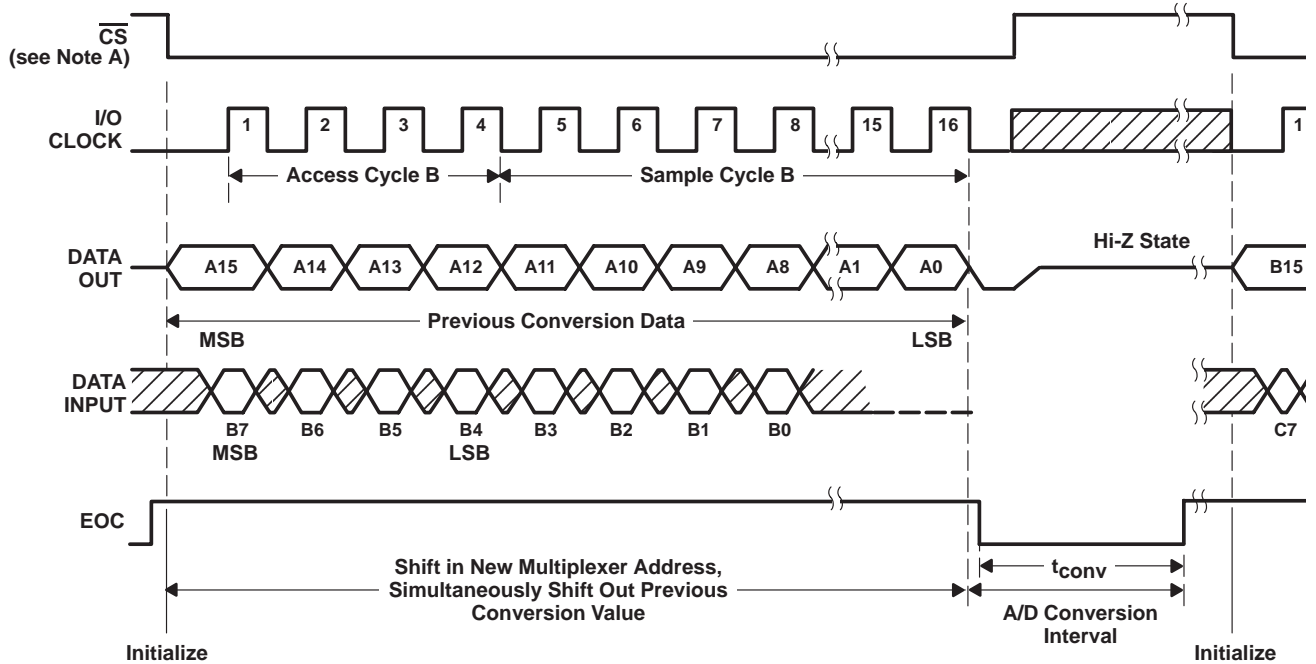 CS
(see Note A)
I/O
CLOCK
1 2 3 4 5 6 7 8 15 16 1
Access Cycle B Sample Cycle B
Hi-Z State
DATA
OUT
A15 A14 A13 A12 A11 A10 A9 A8 A1 A0 B15
Previous Conversion Data
MSB LSB
DATA
INPUT
B7 B6 B5 B4 B3 B2 B1 B0 C7
MSB LSB
EOC
tconv
Shift in New Multiplexer Address,
Simultaneously Shift Out Previous
Conversion Value
A/D Conversion
Interval
Initialize Initialize